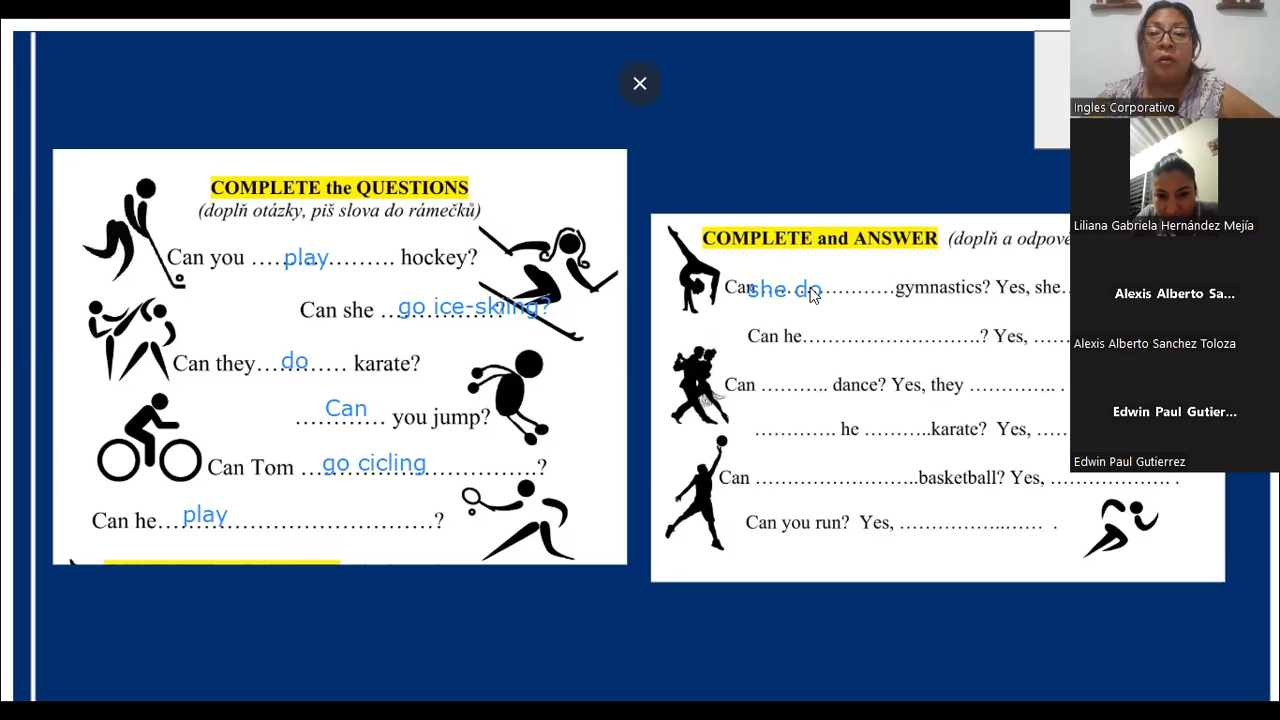 COMPLETE the QUESTIONS
(doplň otázky, piš slova do rámečků)
Can you ……play……… hockey?
Can she …go ice-skiing?……………?
Can they…do……… karate?
……Can…… you jump?
Can Tom …go cicling……………………….?
Can he…play……………………………?
COMPLETE and ANSWER (doplň a odpově
Can she do…………………gymnastics? Yes, she…
Can he…………………………….? Yes, ……
Can ……….. dance? Yes, they ………….. .
…………. he ………..karate? Yes, ……
Can …………………….basketball? Yes, ………………. .
Can you run? Yes, ……………..…… .
Ingles Corporativo
Liliana Gabriela Hernández Mejía
Alexis Alberto Sa...
Alexis Alberto Sanchez Toloza
Edwin Paul Gutier...
Edwin Paul Gutierrez